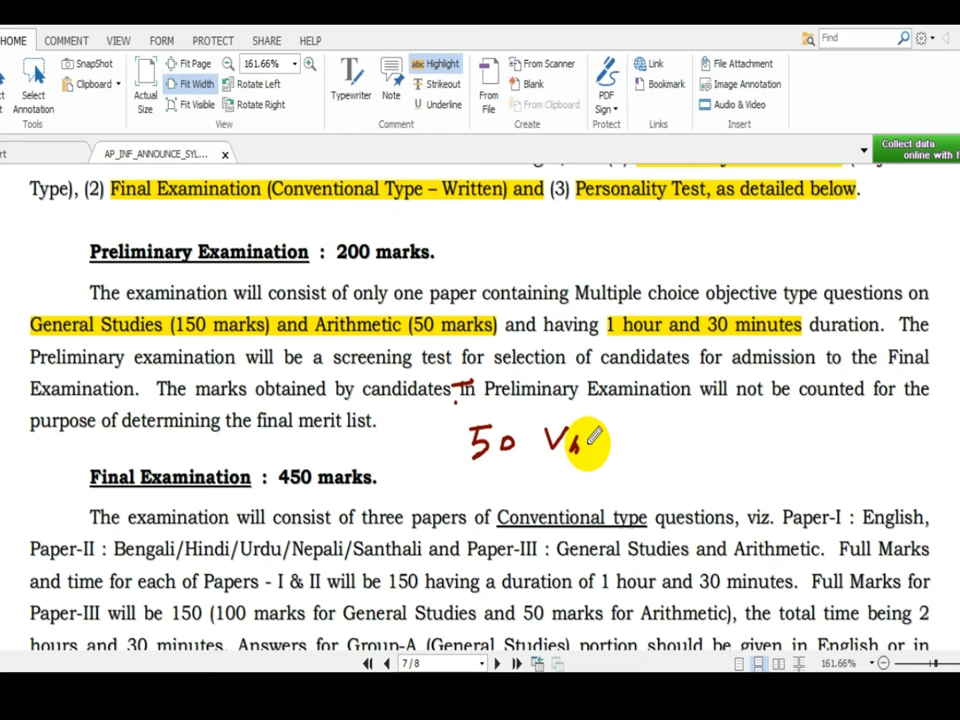 HOME COMMENT VIEW FORM PROTECT SHARE HELP Find
SnapShot Fit Page 161.66% Highlight From Scanner Link File Attachment
Clipboard Fit Width Rotate Left Strikeout Blank Bookmark Image Annotation
Select Annotation Actual Size Fit Visible Rotate Right Typewriter Note Underline From File From Clipboard PDF Sign Audio & Video
Tools View Comment Create Protect Links Insert
rt AP_INF_ANNOUNCE_SYL... x Collect data
online with f
Type), (2) Final Examination (Conventional Type – Written) and (3) Personality Test, as detailed below.
Preliminary Examination : 200 marks.
The examination will consist of only one paper containing Multiple choice objective type questions on
General Studies (150 marks) and Arithmetic (50 marks) and having 1 hour and 30 minutes duration. The
Preliminary examination will be a screening test for selection of candidates for admission to the Final
Examination. The marks obtained by candidates in Preliminary Examination will not be counted for the
purpose of determining the final merit list.
50
Final Examination : 450 marks.
The examination will consist of three papers of Conventional type questions, viz. Paper-I : English,
Paper-II : Bengali/Hindi/Urdu/Nepali/Santhali and Paper-III : General Studies and Arithmetic. Full Marks
and time for each of Papers - I & II will be 150 having a duration of 1 hour and 30 minutes. Full Marks for
Paper-III will be 150 (100 marks for General Studies and 50 marks for Arithmetic), the total time being 2
hours and 30 minutes. Answers for Group-A (General Studies) portion should be given in English or in
7/8 161.66%